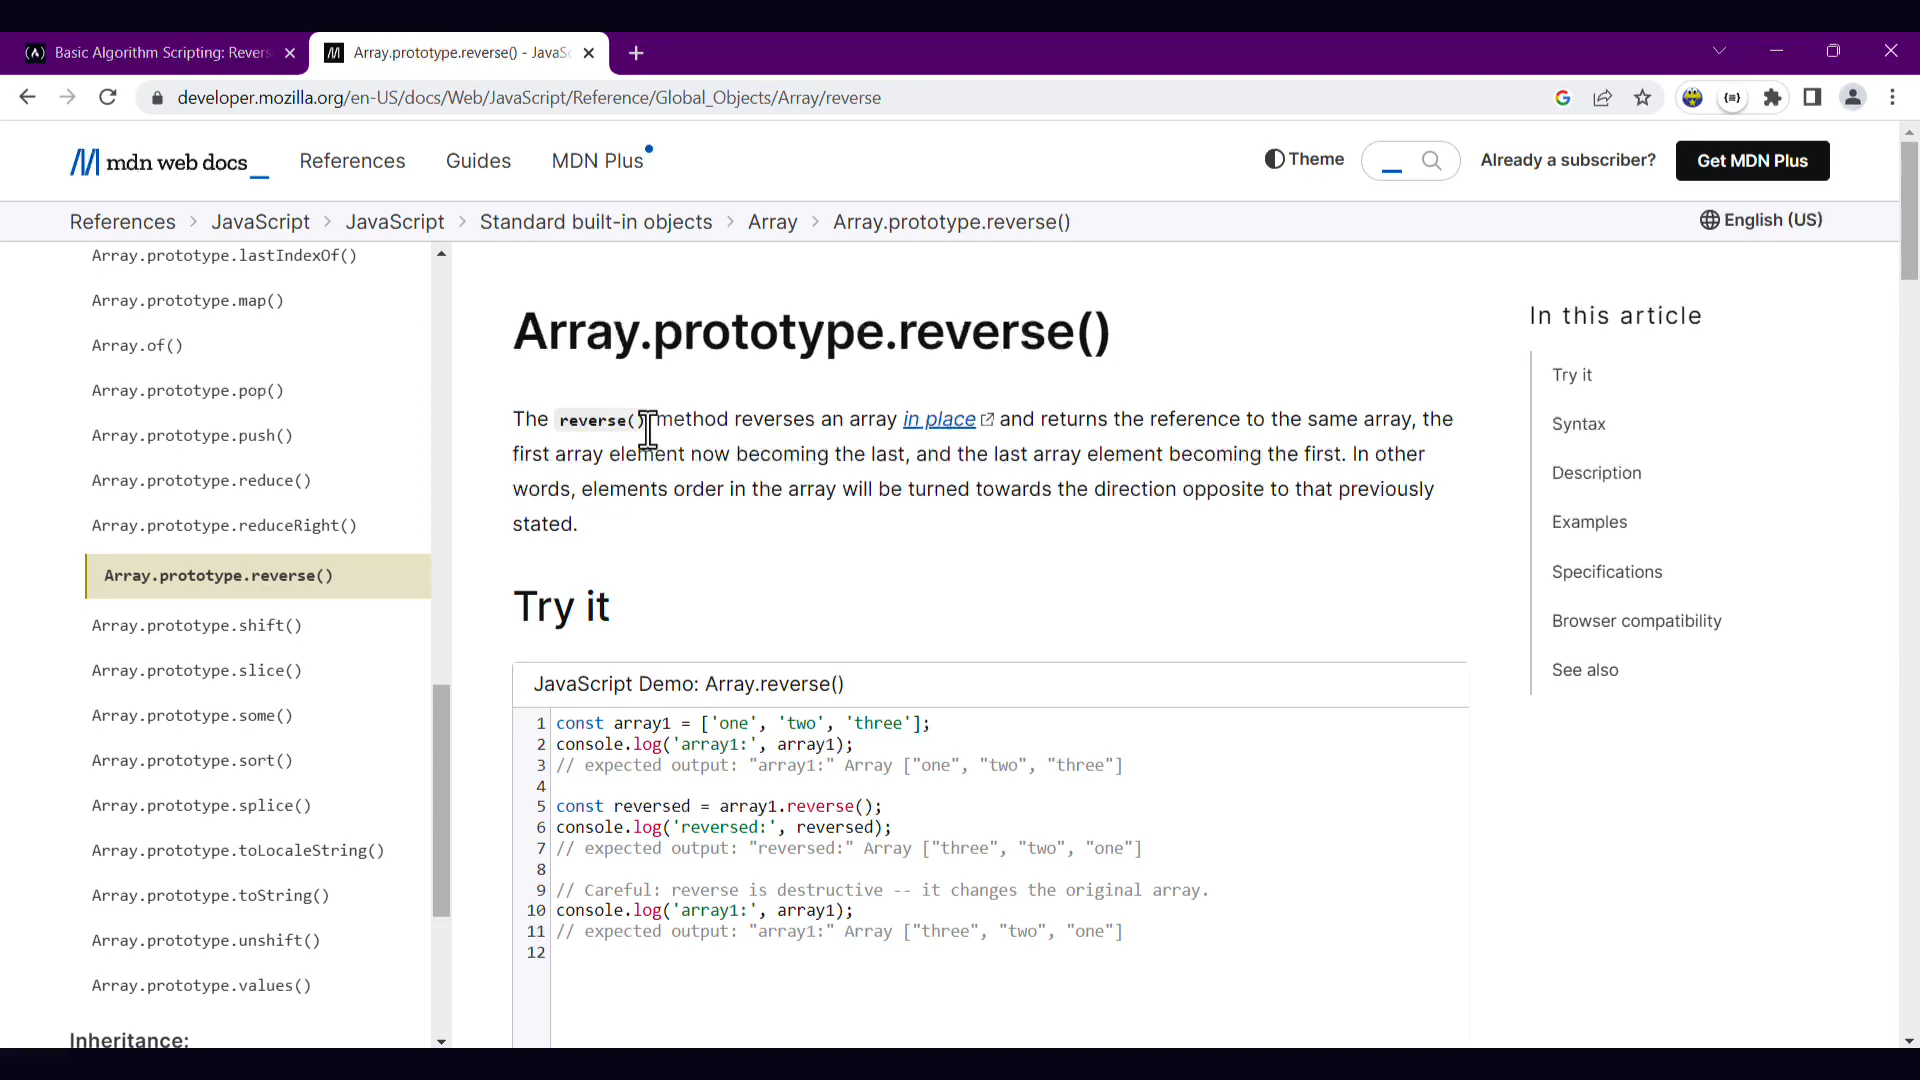 Basic Algorithm Scripting: Revers
Array.prototype.reverse() - JavaSc
developer.mozilla.org/en-US/docs/Web/JavaScript/Reference/Global_Objects/Array/reverse
mdn web docs _
References
Guides
MDN Plus
Theme
Already a subscriber?
Get MDN Plus
References > JavaScript > JavaScript > Standard built-in objects > Array > Array.prototype.reverse()
English (US)
Array.prototype.lastIndexOf()
Array.prototype.map()
Array.of()
Array.prototype.pop()
Array.prototype.push()
Array.prototype.reduce()
Array.prototype.reduceRight()
Array.prototype.reverse()
Array.prototype.shift()
Array.prototype.slice()
Array.prototype.some()
Array.prototype.sort()
Array.prototype.splice()
Array.prototype.toLocaleString()
Array.prototype.toString()
Array.prototype.unshift()
Array.prototype.values()
Inheritance:
Array.prototype.reverse()
The reverse() method reverses an array in place and returns the reference to the same array, the
first array element now becoming the last, and the last array element becoming the first. In other
words, elements order in the array will be turned towards the direction opposite to that previously
stated.
Try it
JavaScript Demo: Array.reverse()
1 const array1 = ['one', 'two', 'three'];
2 console.log('array1:', array1);
3 // expected output: "array1:" Array ["one", "two", "three"]
4
5 const reversed = array1.reverse();
6 console.log('reversed:', reversed);
7 // expected output: "reversed:" Array ["three", "two", "one"]
8
9 // Careful: reverse is destructive -- it changes the original array.
10 console.log('array1:', array1);
11 // expected output: "array1:" Array ["three", "two", "one"]
12
In this article
Try it
Syntax
Description
Examples
Specifications
Browser compatibility
See also